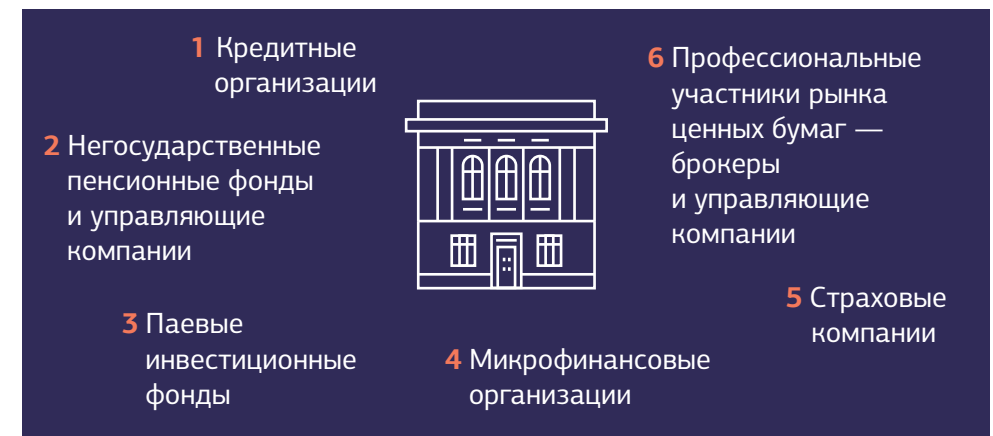 1 Кредитные
организации
2 Негосударственные
пенсионные фонды
и управляющие
компании
3 Паевые
инвестиционные
фонды
4 Микрофинансовые
организации
5 Страховые
компании
6 Профессиональные
участники рынка
ценных бумаг —
брокеры
и управляющие
компании